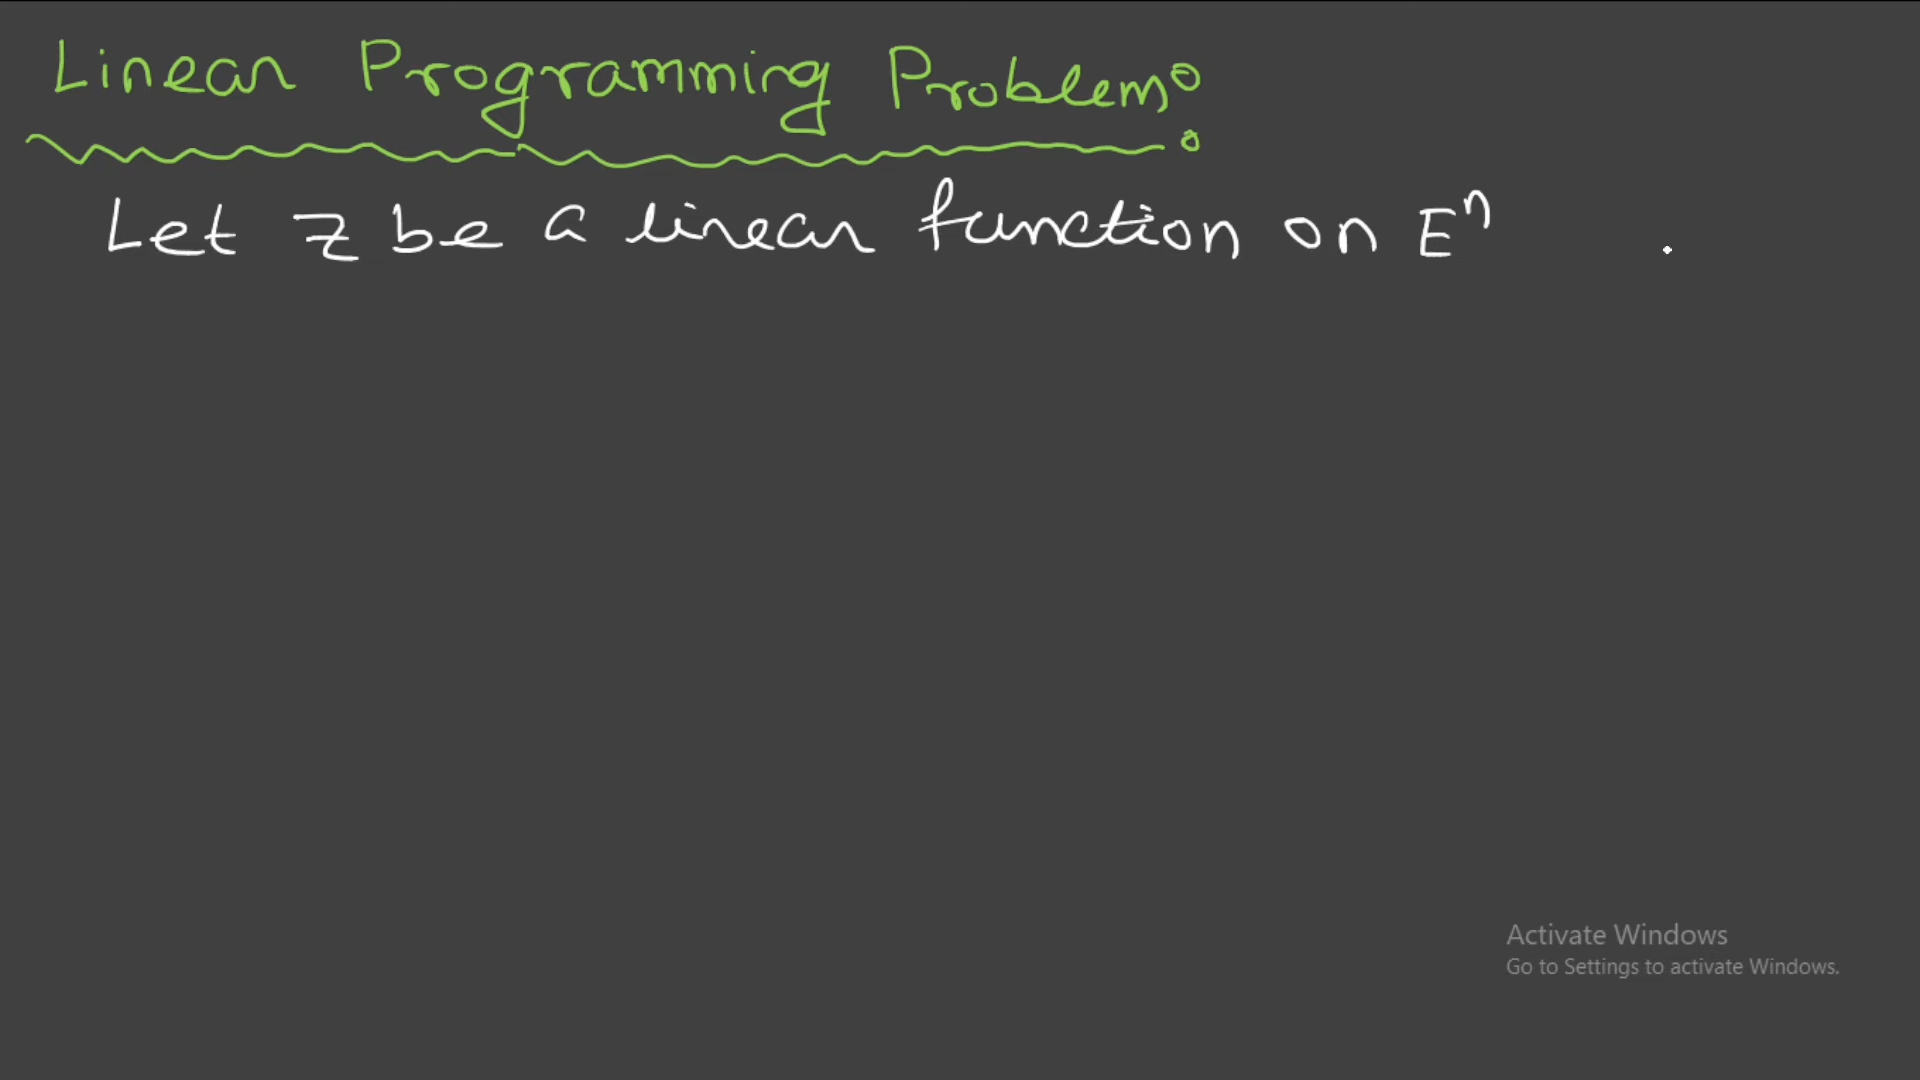 Linear Programming Problem:
Let z be a linear function on Eⁿ
Activate Windows
Go to Settings to activate Windows.